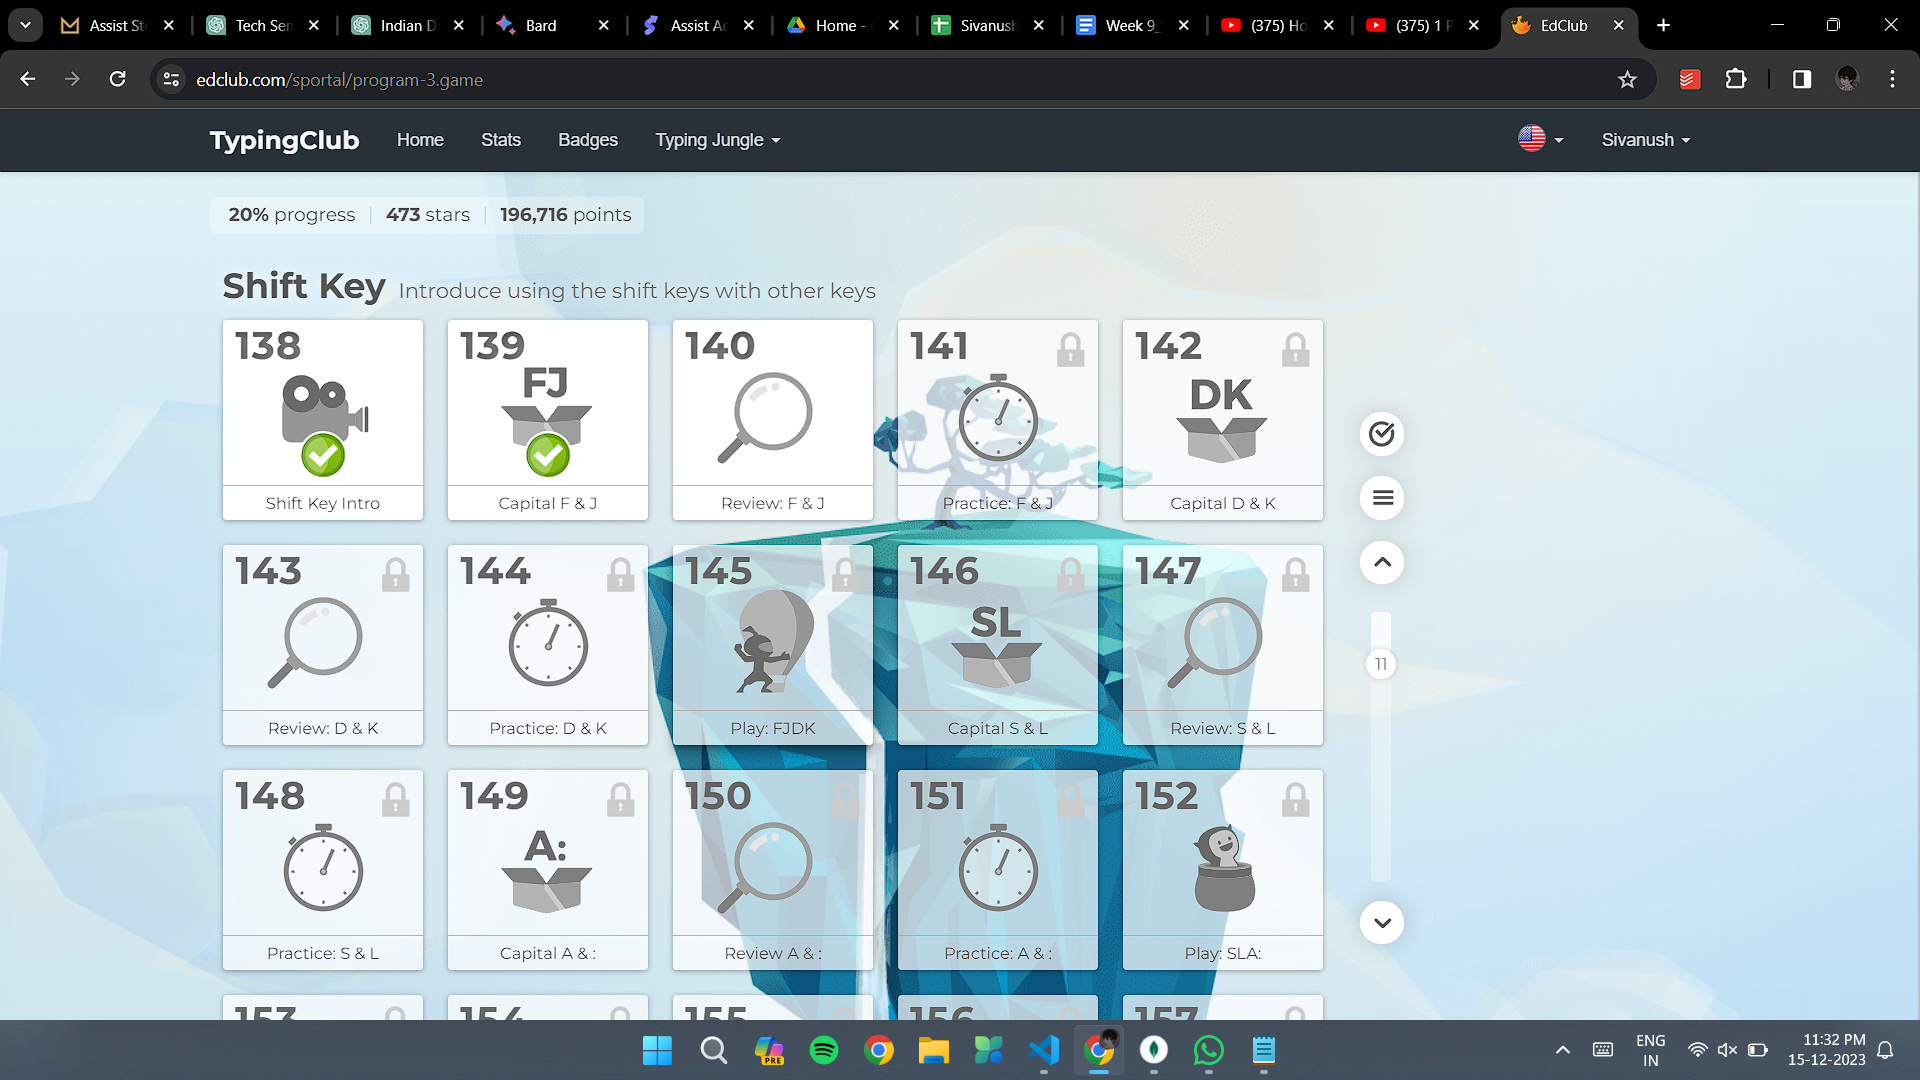 Assist St
Tech Sen
Indian D
Bard
Assist Ac
Home -
Sivanush
Week 9_
(375) Ho
(375) 1 P
EdClub
edclub.com/sportal/program-3.game
TypingClub Home Stats Badges Typing Jungle Sivanush
20% progress | 473 stars | 196,716 points
Shift Key Introduce using the shift keys with other keys
138 139 140 141 142
FJ DK
Shift Key Intro Capital F & J Review: F & J Practice: F & J Capital D & K
143 144 145 146 147
SL
11
Review: D & K Practice: D & K Play: FJDK Capital S & L Review: S & L
148 149 150 151 152
A:
Practice: S & L Capital A & : Review A & : Practice: A & : Play: SLA:
153 154 155 156 157
PRE
ENG
IN
11:32 PM
15-12-2023